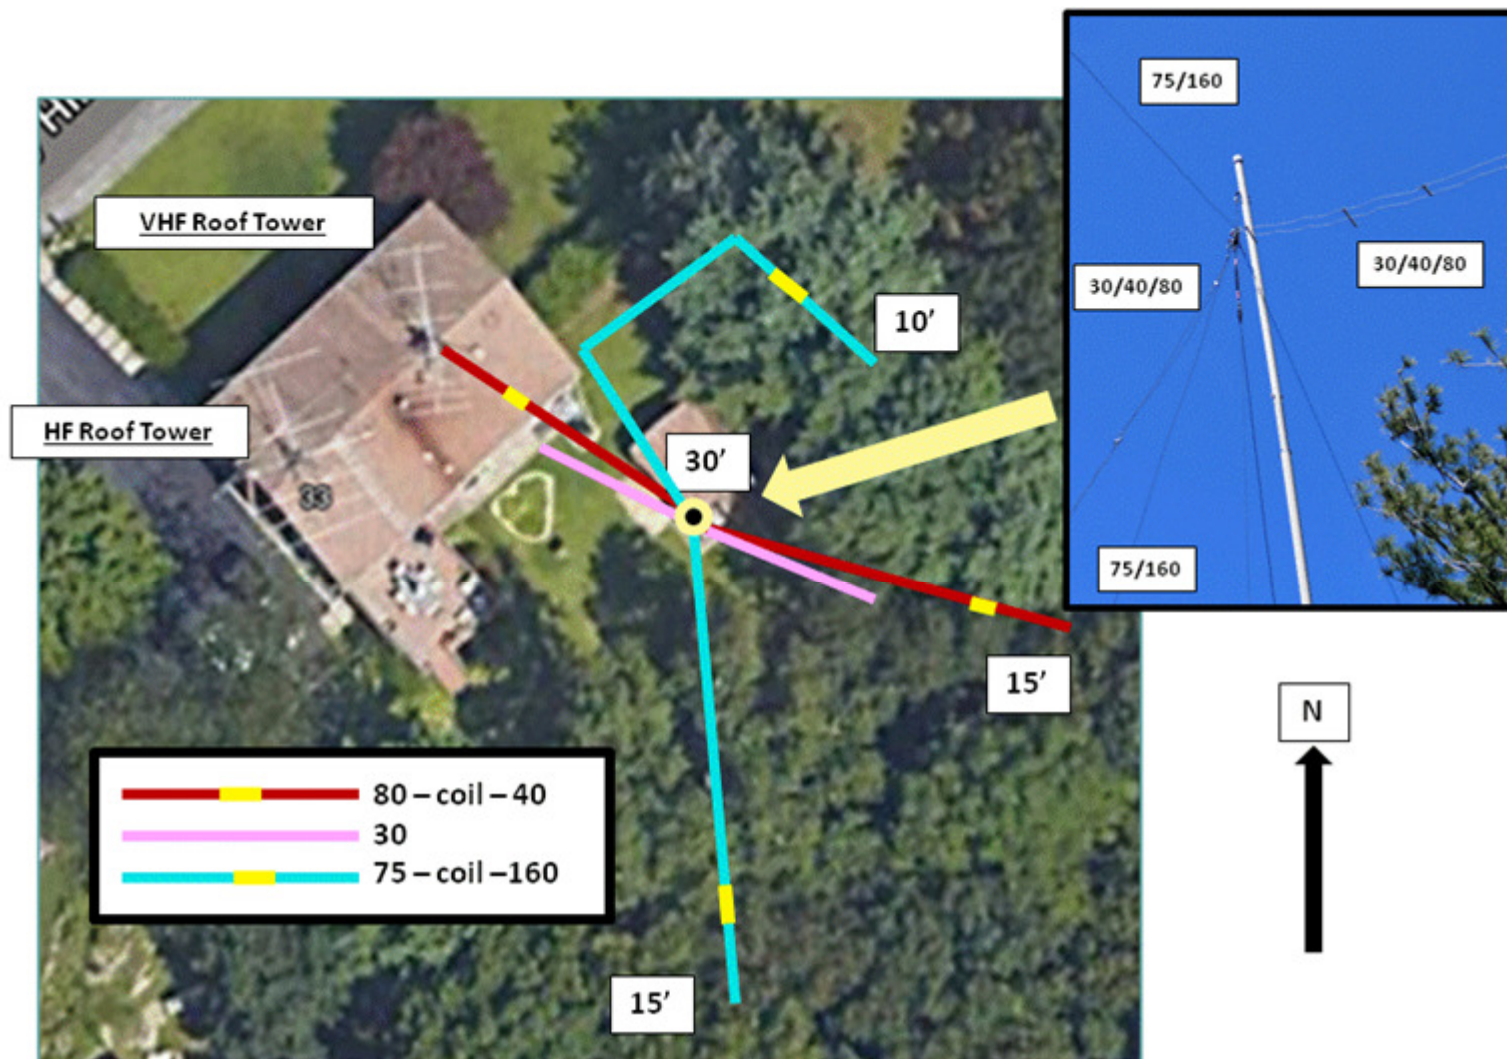 75/160
30/40/80
30/40/80
75/160
VHF Roof Tower
HF Roof Tower
33
10'
30'
15'
15'
N
80 – coil – 40
30
75 – coil –160